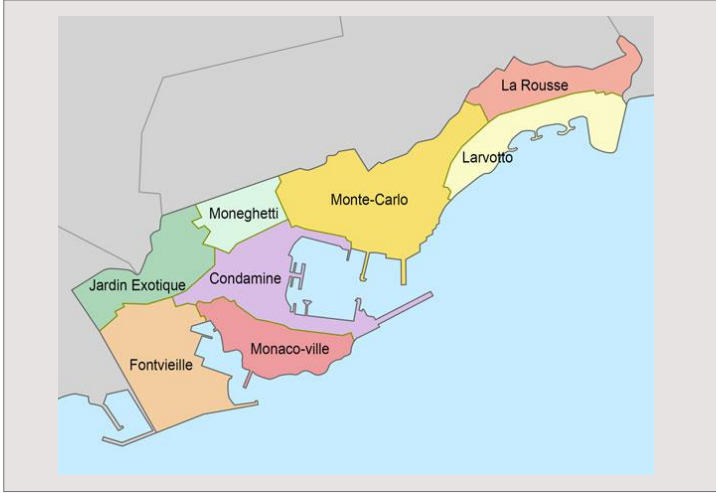 La Rousse
Larvotto
Monte-Carlo
Moneghetti
Condamine
Jardin Exotique
Monaco-ville
Fontvieille